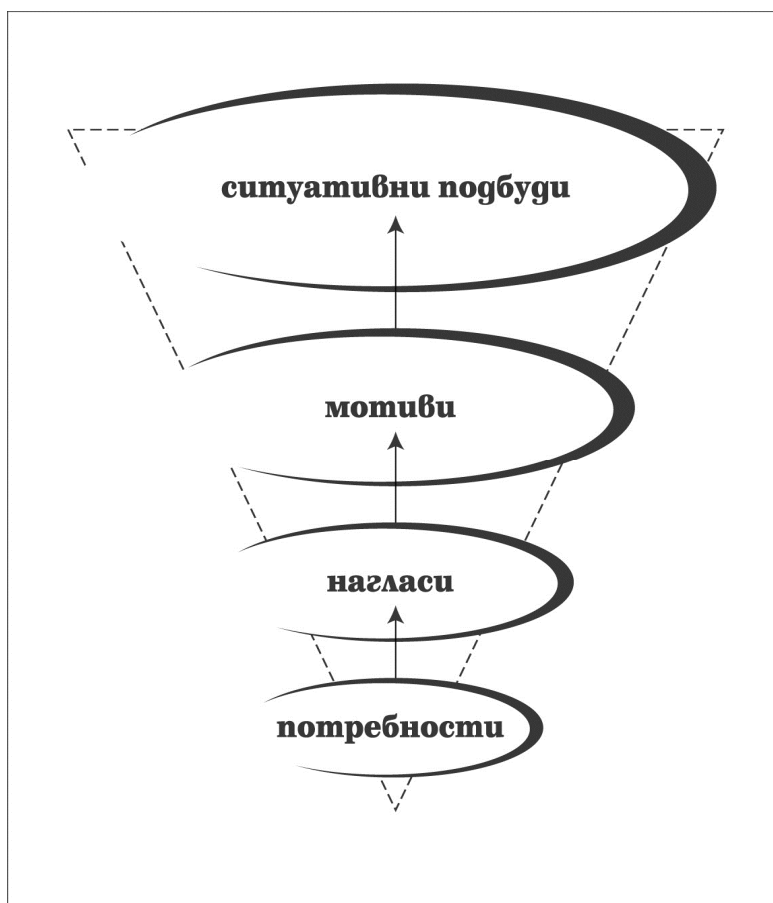 ситуативни подбуди
мотиви
нагласи
потребности